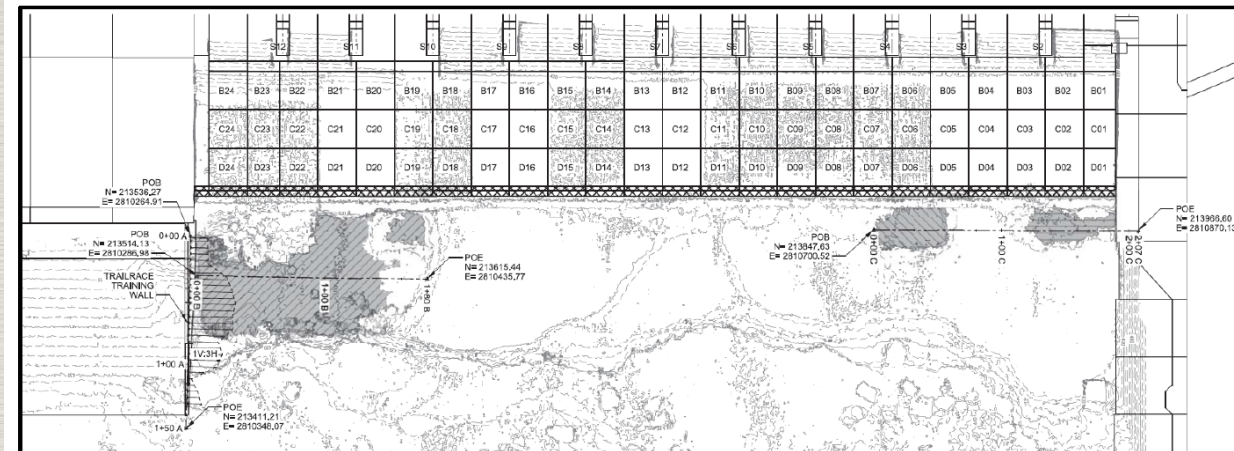 S12 S11 S10 S9 S8 S7 S6 S5 S4 S3 S2
B24 B23 B22 B21 B20 B19 B18 B17 B16 B15 B14 B13 B12 B11 B10 B09 B08 B07 B06 B05 B04 B03 B02 B01
C24 C23 C22 C21 C20 C19 C18 C17 C16 C15 C14 C13 C12 C11 C10 C09 C08 C07 C06 C05 C04 C03 C02 C01
D24 D23 D22 D21 D20 D19 D18 D17 D16 D15 D14 D13 D12 D11 D10 D09 D08 D07 D06 D05 D04 D03 D02 D01
POB
N= 213538.27
E= 2810264.91
0+00 A
POB
N= 213514.13
E= 2810286.98
TRAILRACE
TRAINING
WALL
0+00 B
1+00 B
1+80 B
POE
N= 213615.44
E= 2810435.77
POB
N= 213847.63
E= 2810700.52
0+00 C
1+00 C
2+00 C
2+07 C
POE
N= 213966.60
E= 2810870.13
1V:3H
1+00 A
1+50 A
POE
N= 213411.21
E= 2810348.07